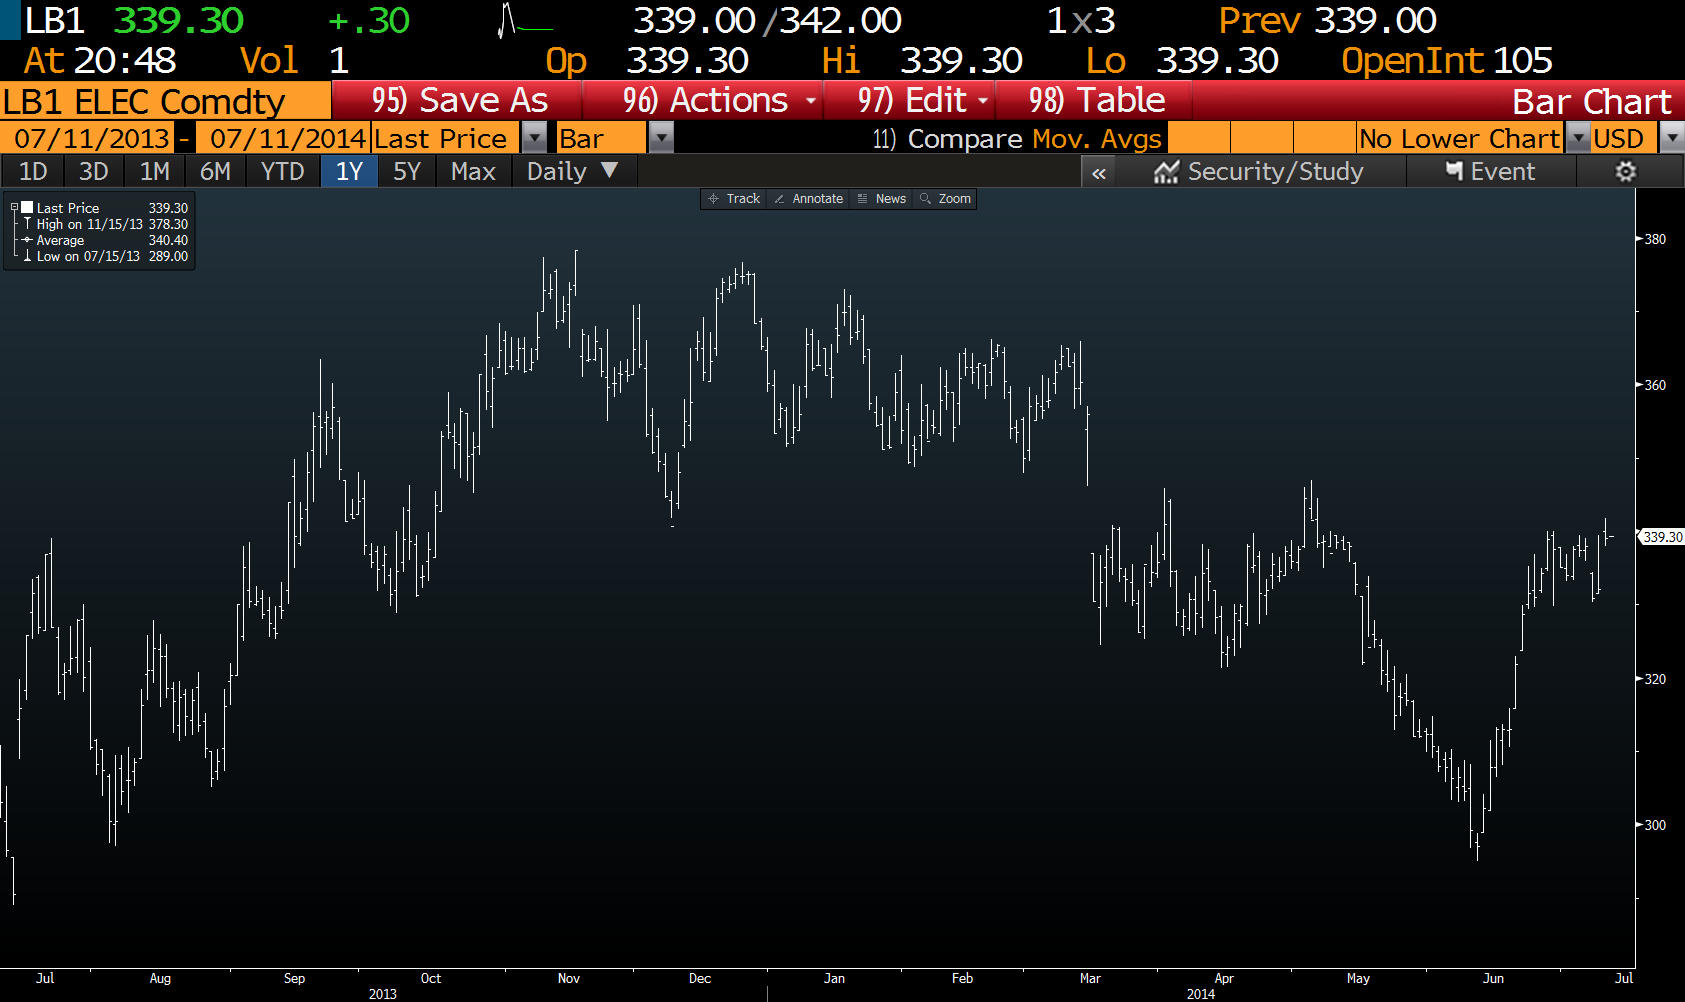 LB1 339.30 +.30 339.00/342.00 1x3 Prev 339.00
At 20:48 Vol 1 Op 339.30 Hi 339.30 Lo 339.30 OpenInt 105
LB1 ELEC Comdty 95) Save As 96) Actions 97) Edit 98) Table Bar Chart
07/11/2013 - 07/11/2014 Last Price Bar 11) Compare Mov. Avgs No Lower Chart USD
1D 3D 1M 6M YTD 1Y 5Y Max Daily ▼ « Security/Study Event
Track Annotate News Zoom
Last Price 339.30
High on 11/15/13 378.30
Average 340.40
Low on 07/15/13 289.00
380
360
339.30
320
300
Jul Aug Sep Oct Nov Dec Jan Feb Mar Apr May Jun Jul
2013 2014